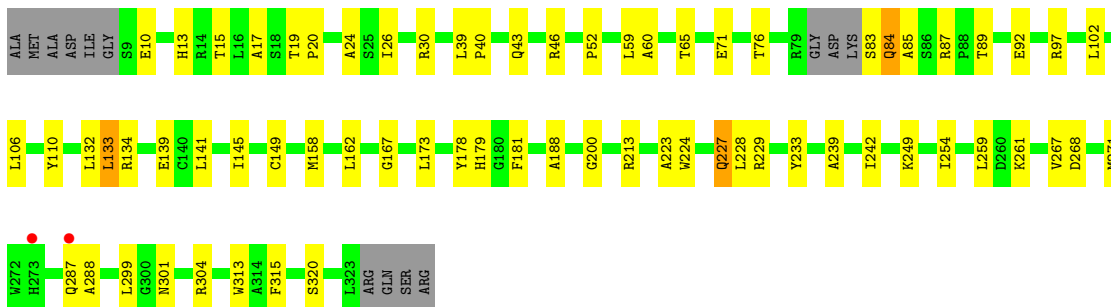 ALA MET ALA ASP ILE GLY S9 E10 H13 R14 T15 L16 A17 S18 T19 P20 A24 S25 I26 R30 L39 P40 Q43 R46 P52 L59 A60 T65 E71 T76 R79 GLY ASP LYS S83 Q84 A85 S86 R87 P88 T89 E92 R97 L102
L106 Y110 L132 L133 R134 E139 C140 L141 I145 C149 M158 L162 G167 L173 Y178 H179 G180 F181 A188 G200 R213 A223 W224 Q227 L228 R229 Y233 A239 I242 K249 I254 L259 D260 K261 V267 D268
W272 H273 Q287 A288 L299 G300 N301 R304 W313 A314 F315 S320 L323 ARG GLN SER ARG